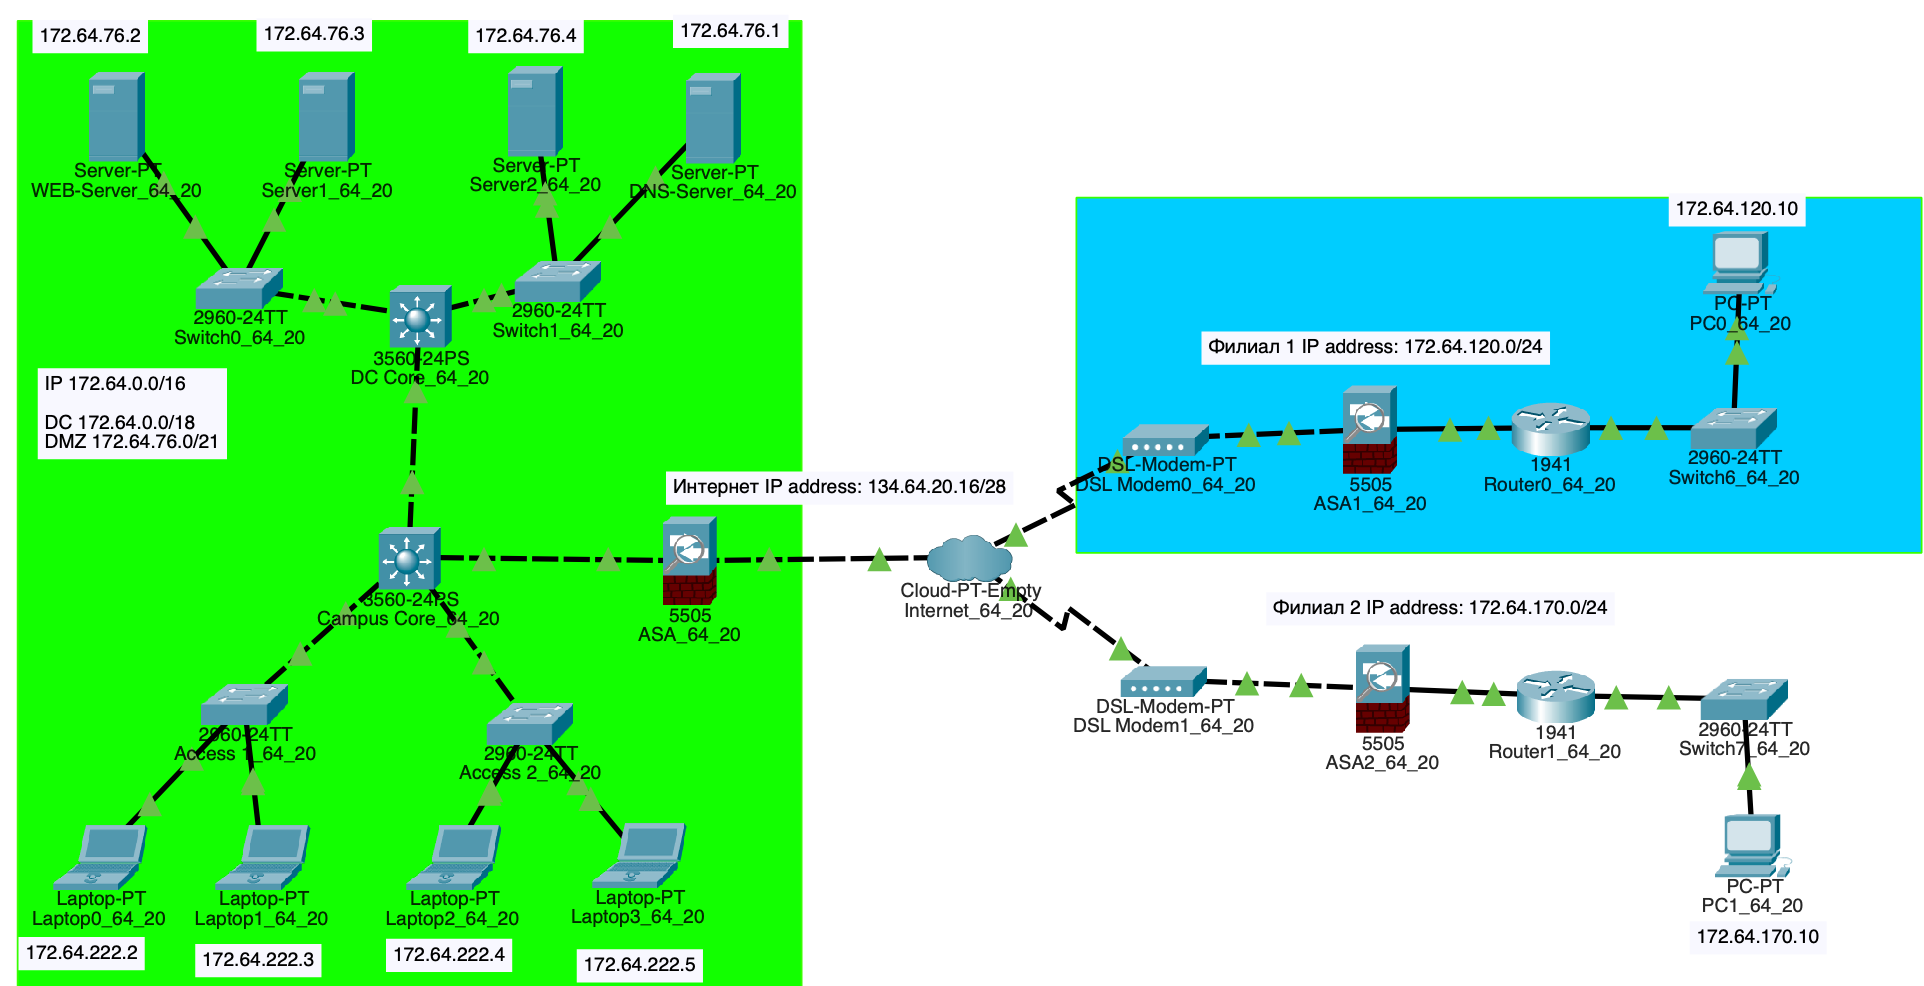 172.64.76.2
172.64.76.3
172.64.76.4
172.64.76.1
Server-PT
WEB-Server_64_20
Server-PT
Server1_64_20
Server-PT
Server2_64_20
Server-PT
DNS-Server_64_20
2960-24TT
Switch0_64_20
3560-24PS
DC Core_64_20
2960-24TT
Switch1_64_20
IP 172.64.0.0/16
DC 172.64.0.0/18
DMZ 172.64.76.0/21
3560-24PS
Campus Core_64_20
Интернет IP address: 134.64.20.16/28
5505
ASA_64_20
Cloud-PT-Empty
Internet_64_20
2960-24TT
Access 1_64_20
2960-24TT
Access 2_64_20
Laptop-PT
Laptop0_64_20
Laptop-PT
Laptop1_64_20
Laptop-PT
Laptop2_64_20
Laptop-PT
Laptop3_64_20
172.64.222.2
172.64.222.3
172.64.222.4
172.64.222.5
172.64.120.10
PC-PT
PC0_64_20
Филиал 1 IP address: 172.64.120.0/24
DSL-Modem-PT
DSL Modem0_64_20
5505
ASA1_64_20
1941
Router0_64_20
2960-24TT
Switch6_64_20
Филиал 2 IP address: 172.64.170.0/24
DSL-Modem-PT
DSL Modem1_64_20
5505
ASA2_64_20
1941
Router1_64_20
2960-24TT
Switch7_64_20
PC-PT
PC1_64_20
172.64.170.10